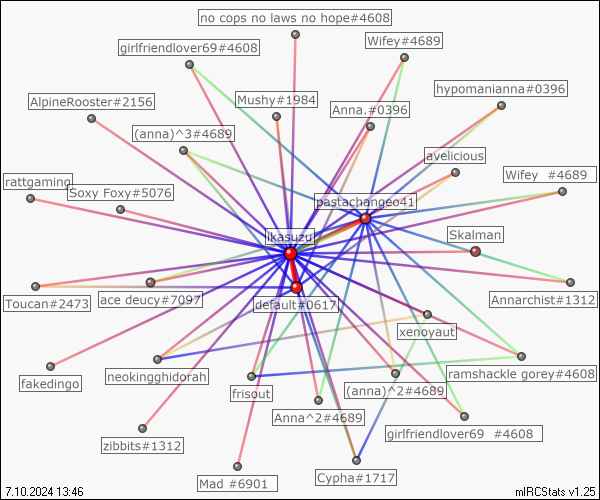 no cops no laws no hope#4608
girlfriendlover69#4608
Wifey#4689
hypomanianna#0396
AlpineRooster#2156
Mushy#1984
Anna.#0396
(anna)^3#4689
avelicious
rattgaming
Soxy Foxy#5076
pastachangeo41
Wifey #4689
ikasuzu
Skalman
Toucan#2473
ace deucy#7097
default#0617
Annarchist#1312
xenoyaut
fakedingo
neokingghidorah
frisout
(anna)^2#4689
ramshackle gorey#4608
Anna^2#4689
girlfriendlover69 #4608
zibbits#1312
Mad #6901
Cypha#1717
7.10.2024 13:46
mIRCStats v1.25